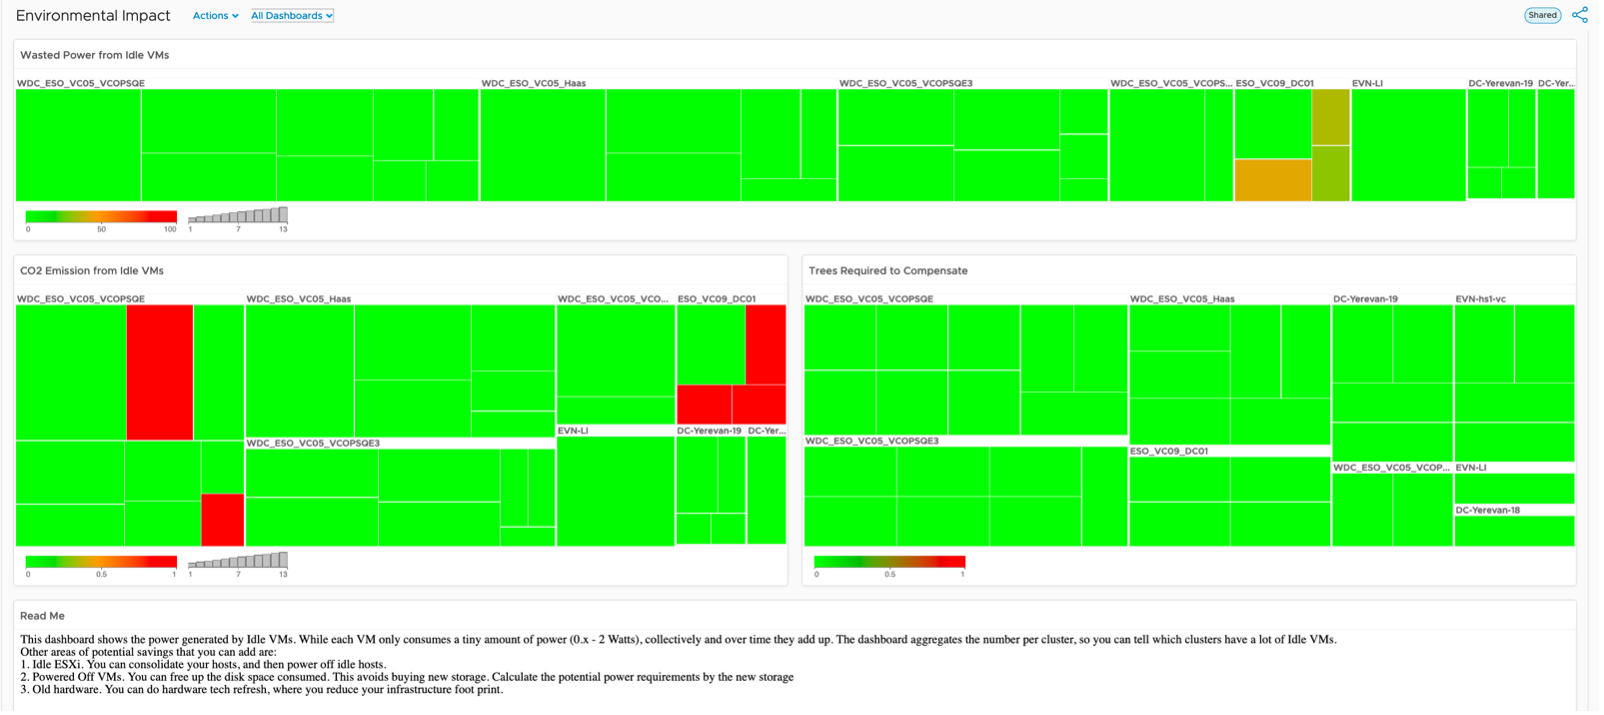 Environmental Impact Actions All Dashboards Shared
Wasted Power from Idle VMs
WDC_ESO_VC05_VCOPSQE WDC_ESO_VC05_Haas WDC_ESO_VC05_VCOPSQE3 WDC_ESO_VC05_VCOPS... ESO_VC09_DC01 EVN-LI DC-Yerevan-19 DC-Yer...
0 50 100 1 7 13
CO2 Emission from Idle VMs
WDC_ESO_VC05_VCOPSQE WDC_ESO_VC05_Haas WDC_ESO_VC05_VCO... ESO_VC09_DC01
EVN-LI DC-Yerevan-19 DC-Yer...
WDC_ESO_VC05_VCOPSQE3
0 0.5 1 1 7 13
Trees Required to Compensate
WDC_ESO_VC05_VCOPSQE WDC_ESO_VC05_Haas DC-Yerevan-19 EVN-hs1-vc
WDC_ESO_VC05_VCOPSQE3
ESO_VC09_DC01
WDC_ESO_VC05_VCOP... EVN-LI
DC-Yerevan-18
0 0.5 1
Read Me
This dashboard shows the power generated by Idle VMs. While each VM only consumes a tiny amount of power (0.x - 2 Watts), collectively and over time they add up. The dashboard aggregates the number per cluster, so you can tell which clusters have a lot of Idle VMs.
Other areas of potential savings that you can add are:
1. Idle ESXi. You can consolidate your hosts, and then power off idle hosts.
2. Powered Off VMs. You can free up the disk space consumed. This avoids buying new storage. Calculate the potential power requirements by the new storage
3. Old hardware. You can do hardware tech refresh, where you reduce your infrastructure foot print.